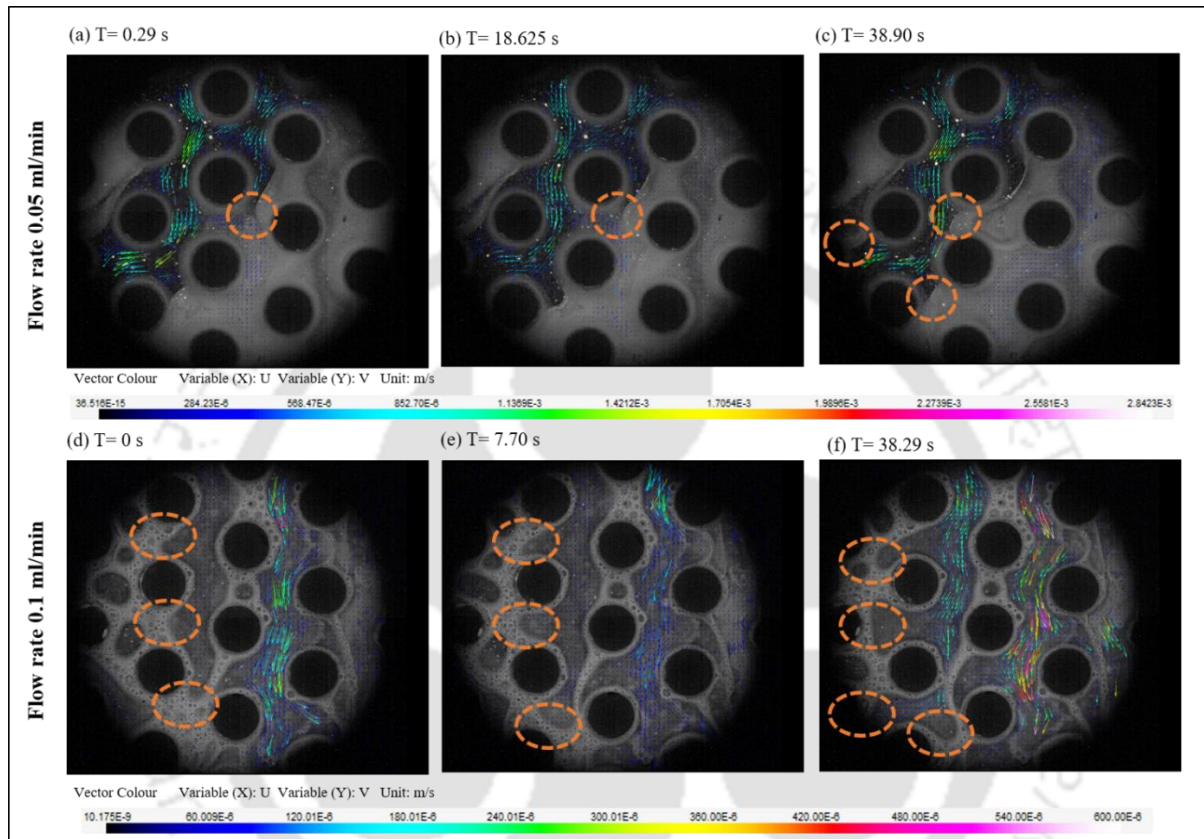 (a) T= 0.29 s
(b) T= 18.625 s
(c) T= 38.90 s
Flow rate 0.05 ml/min
Vector Colour Variable (X): U Variable (Y): V Unit: m/s
36.516E-15 284.23E-6 568.47E-6 852.70E-6 1.1369E-3 1.4212E-3 1.7054E-3 1.9896E-3 2.2739E-3 2.5581E-3 2.8423E-3
(d) T= 0 s
(e) T= 7.70 s
(f) T= 38.29 s
Flow rate 0.1 ml/min
Vector Colour Variable (X): U Variable (Y): V Unit: m/s
10.175E-9 60.009E-6 120.01E-6 180.01E-6 240.01E-6 300.01E-6 360.00E-6 420.00E-6 480.00E-6 540.00E-6 600.00E-6